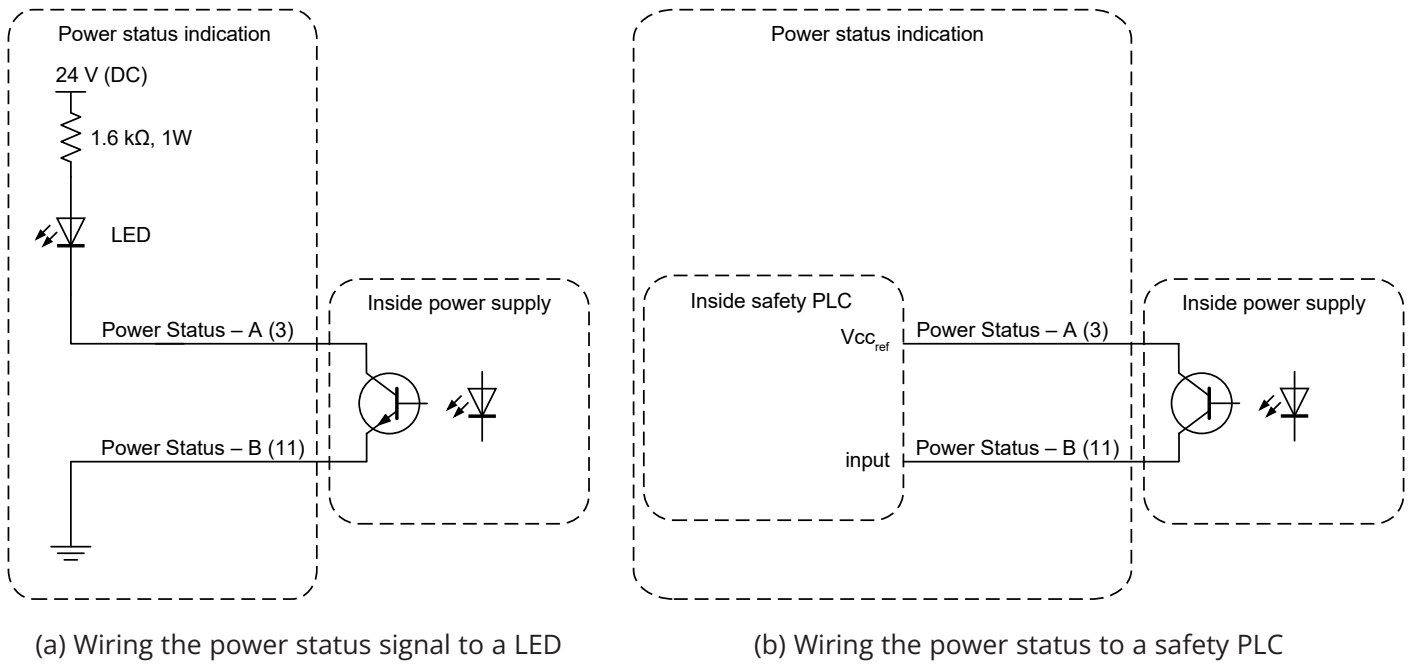 Power status indication
24 V (DC)
1.6 kΩ, 1W
LED
Inside power supply
Power Status – A (3)
Power Status – B (11)
(a) Wiring the power status signal to a LED
Power status indication
Inside safety PLC
Vccref
input
Power Status – A (3)
Power Status – B (11)
Inside power supply
(b) Wiring the power status to a safety PLC